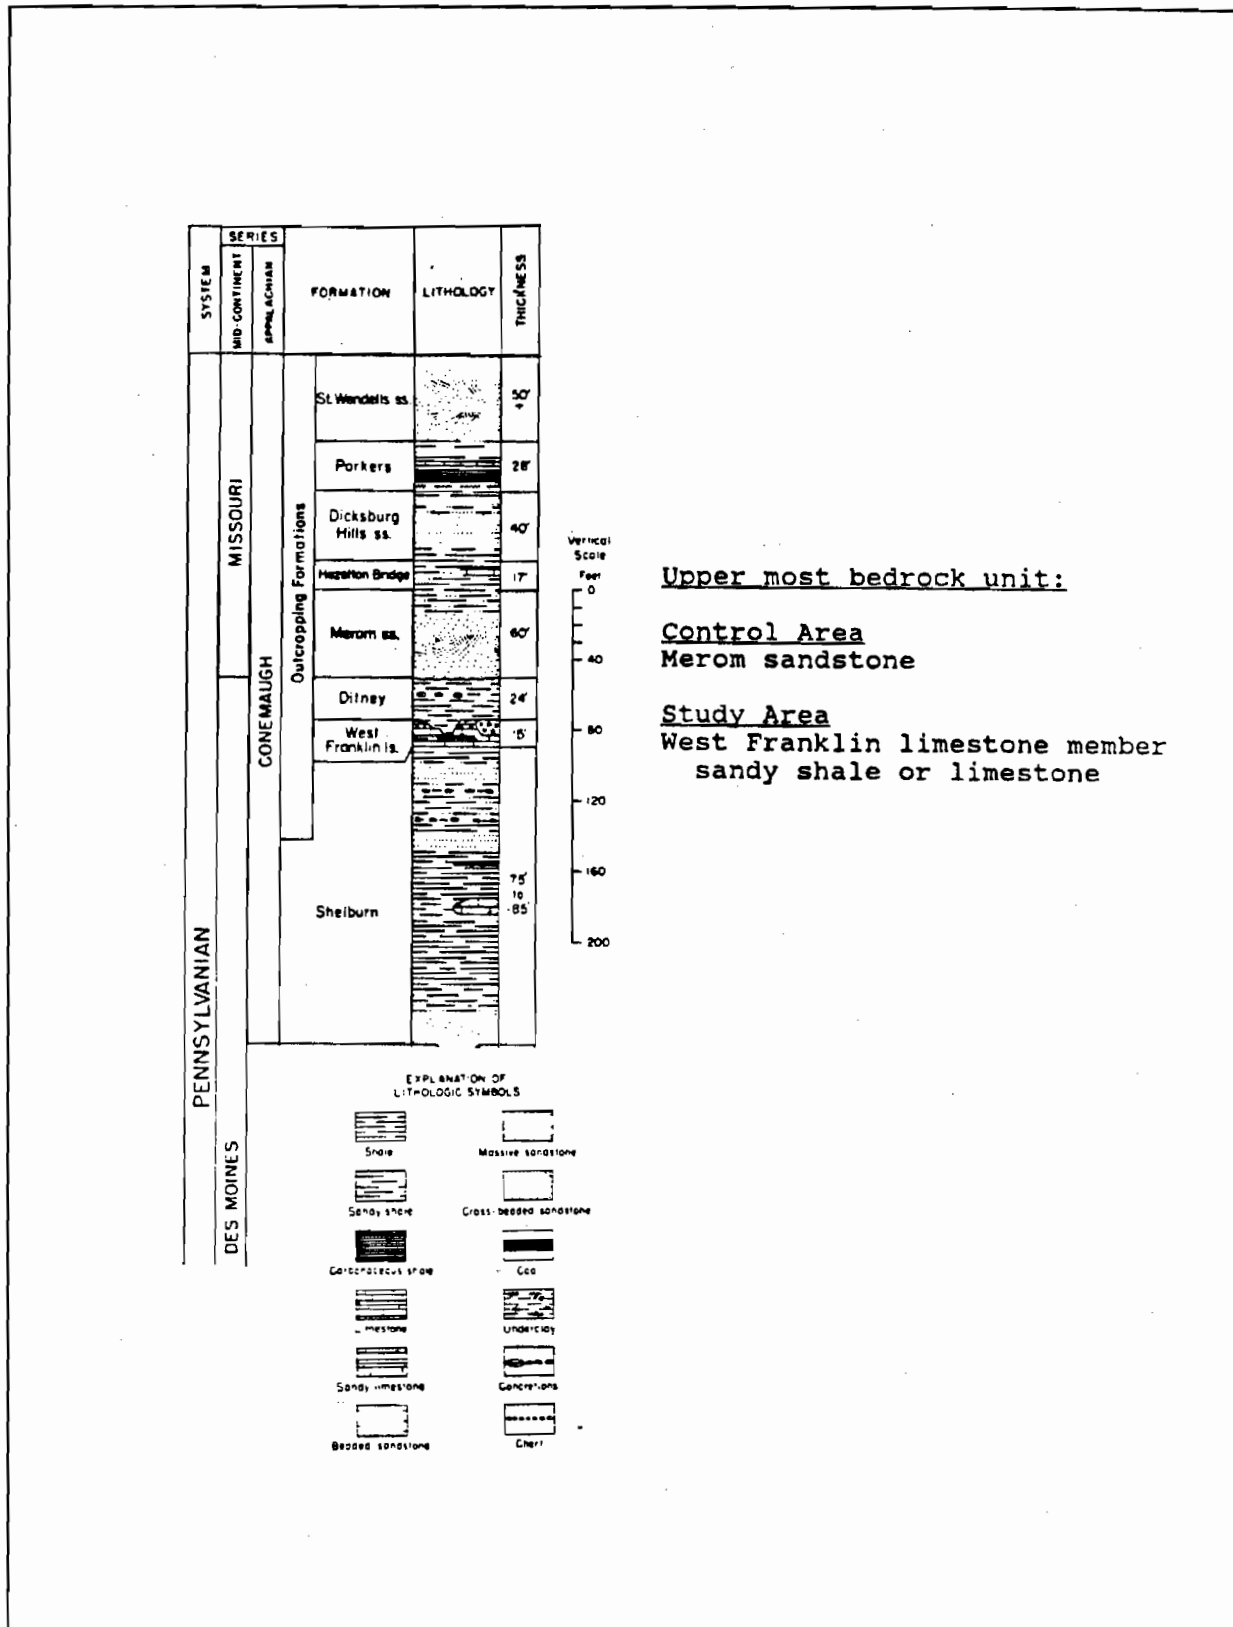 SERIES
SYSTEM
MID-CONTINENT
APPALACHIAN
FORMATION
LITHOLOGY
THICKNESS
PENNSYLVANIAN
MISSOURI
DES MOINES
CONEMAUGH
Outcropping Formations
St. Wendells ss.
50'
+
Parkers
28'
Dicksburg
Hills ss.
40'
Hazelton Bridge
17'
Merom ss.
60'
Ditney
24'
West
Franklin ls.
Shelburn
75'
to
Vertical
Scale
Feet
0
40
80
120
160
200
Upper most bedrock unit:
Control Area
Merom sandstone
Study Area
West Franklin limestone member
sandy shale or limestone
EXPLANATION OF
LITHOLOGIC SYMBOLS
Shale
Massive sandstone
Sandy shale
Cross-bedded sandstone
Carbonaceous shale
Coal
Limestone
Underclay
Sandy limestone
Concretions
Bedded sandstone
Chert